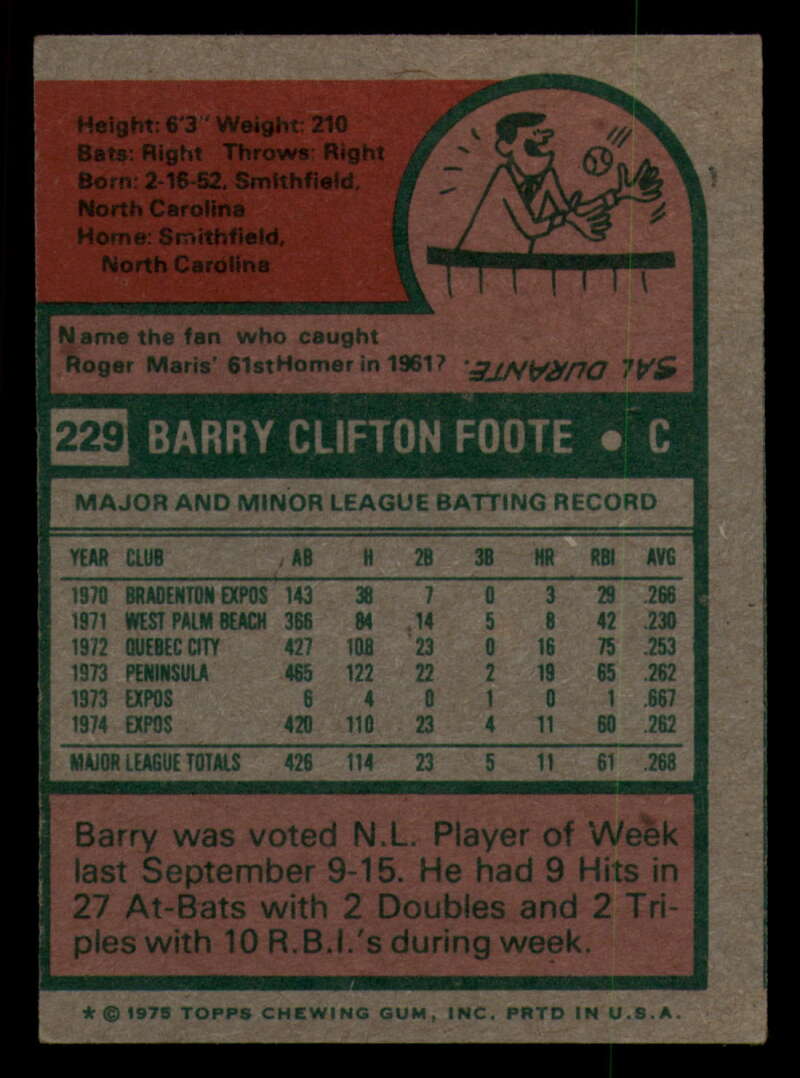 Height: 6'3" Weight: 210
Bats: Right Throws: Right
Born: 2-16-52, Smithfield,
North Carolina
Home: Smithfield,
North Carolina
Name the fan who caught
Roger Maris' 61st Homer in 1961?
SAL DURANTE.
229 BARRY CLIFTON FOOTE • C
MAJOR AND MINOR LEAGUE BATTING RECORD
YEAR CLUB AB H 2B 3B HR RBI AVG
1970 BRADENTON EXPOS 143 38 7 0 3 29 .266
1971 WEST PALM BEACH 366 84 14 5 8 42 .230
1972 QUEBEC CITY 427 108 23 0 16 75 .253
1973 PENINSULA 465 122 22 2 19 65 .262
1973 EXPOS 6 4 0 1 0 1 .667
1974 EXPOS 420 110 23 4 11 60 .262
MAJOR LEAGUE TOTALS 426 114 23 5 11 61 .268
Barry was voted N.L. Player of Week
last September 9-15. He had 9 Hits in
27 At-Bats with 2 Doubles and 2 Tri-
ples with 10 R.B.I.'s during week.
* © 1975 TOPPS CHEWING GUM, INC. PRTD IN U.S.A.